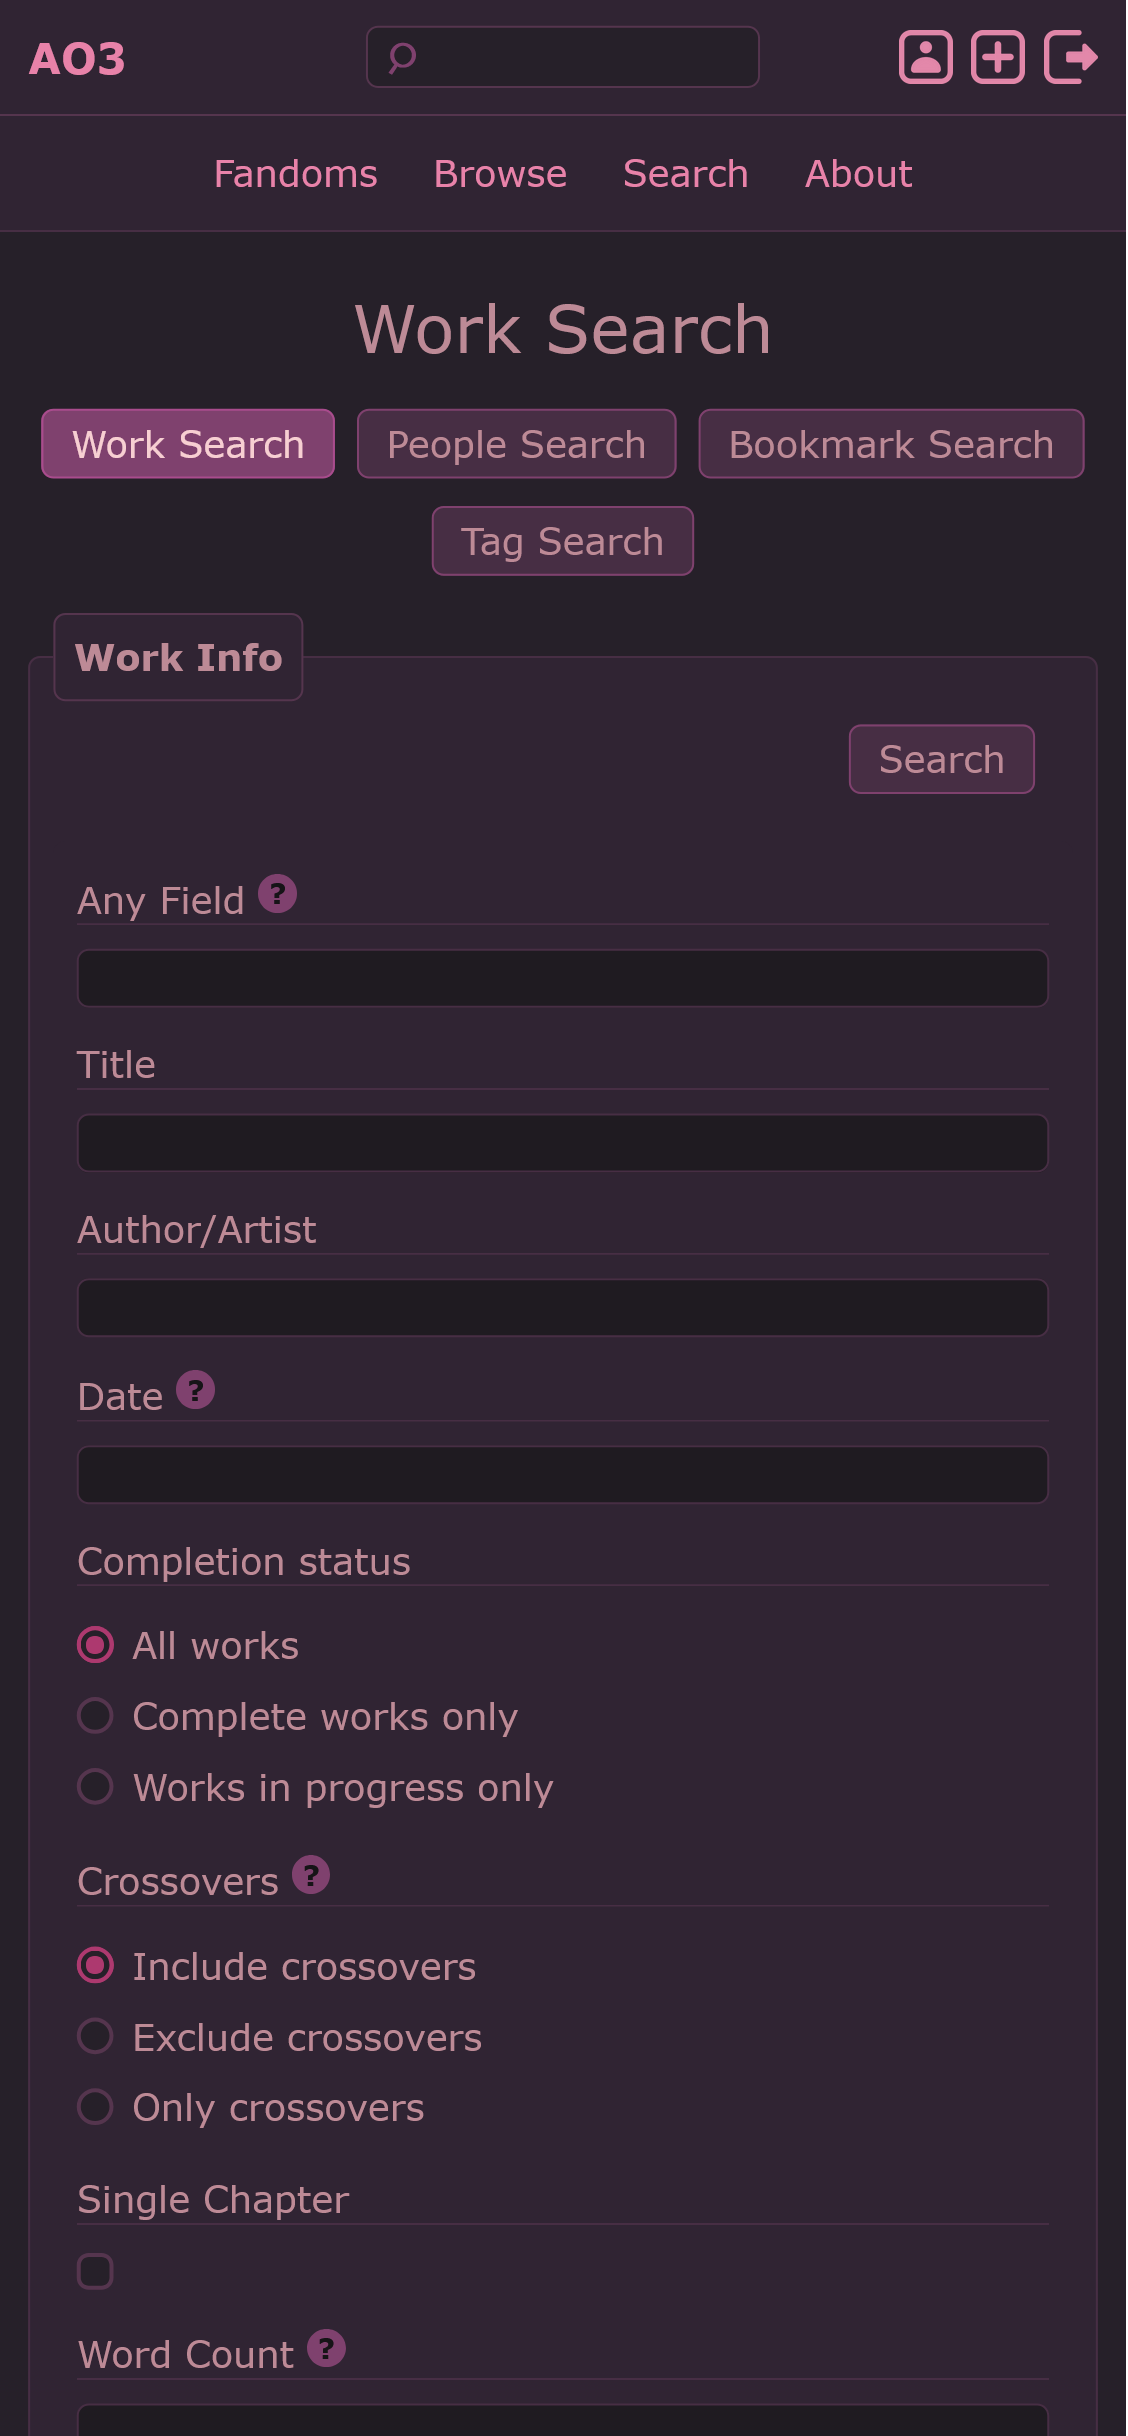 AO3
Fandoms Browse Search About
Work Search
Work Search People Search Bookmark Search
Tag Search
Work Info
Search
Any Field ?
Title
Author/Artist
Date ?
Completion status
All works
Complete works only
Works in progress only
Crossovers ?
Include crossovers
Exclude crossovers
Only crossovers
Single Chapter
Word Count ?